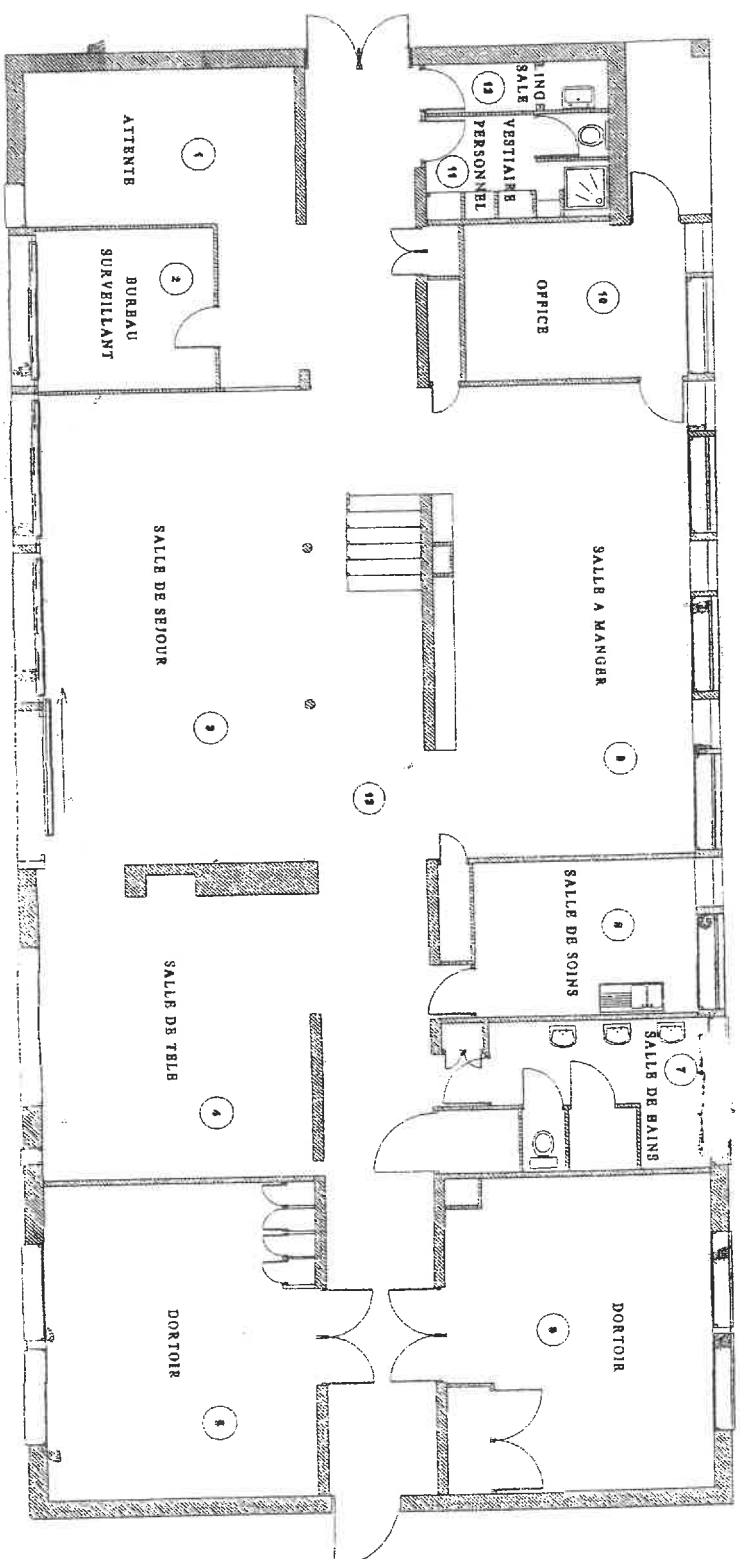 LINGE
SALE
12
VESTIAIRE
PERSONNEL
11
10
OFFICE
SALLE A MANGER
9
8
SALLE DE SOINS
7
SALLE DE BAINS
DORTOIR
6
13
1
ATTENTE
2
BUREAU
SURVEILLANT
SALLE DE SEJOUR
3
SALLE DE TELE
4
DORTOIR
5